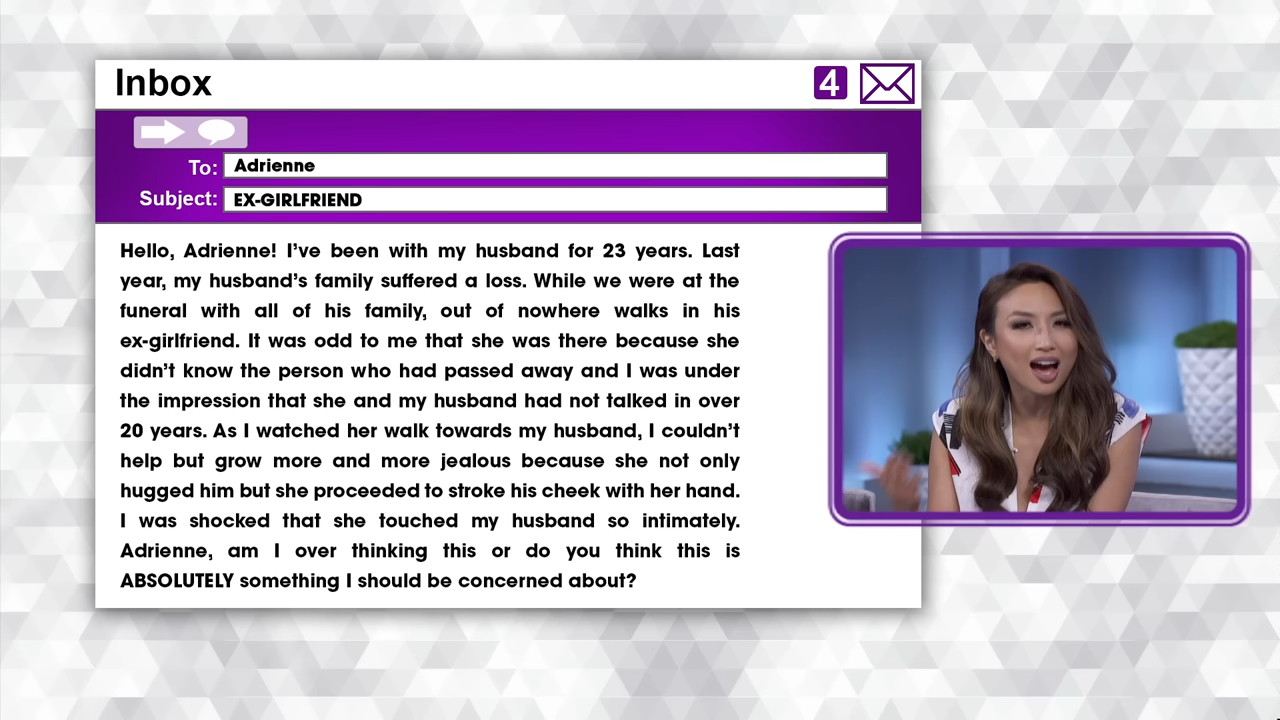 Inbox
4
To: Adrienne
Subject: EX-GIRLFRIEND
Hello, Adrienne! I’ve been with my husband for 23 years. Last
year, my husband’s family suffered a loss. While we were at the
funeral with all of his family, out of nowhere walks in his
ex-girlfriend. It was odd to me that she was there because she
didn’t know the person who had passed away and I was under
the impression that she and my husband had not talked in over
20 years. As I watched her walk towards my husband, I couldn’t
help but grow more and more jealous because she not only
hugged him but she proceeded to stroke his cheek with her hand.
I was shocked that she touched my husband so intimately.
Adrienne, am I over thinking this or do you think this is
ABSOLUTELY something I should be concerned about?